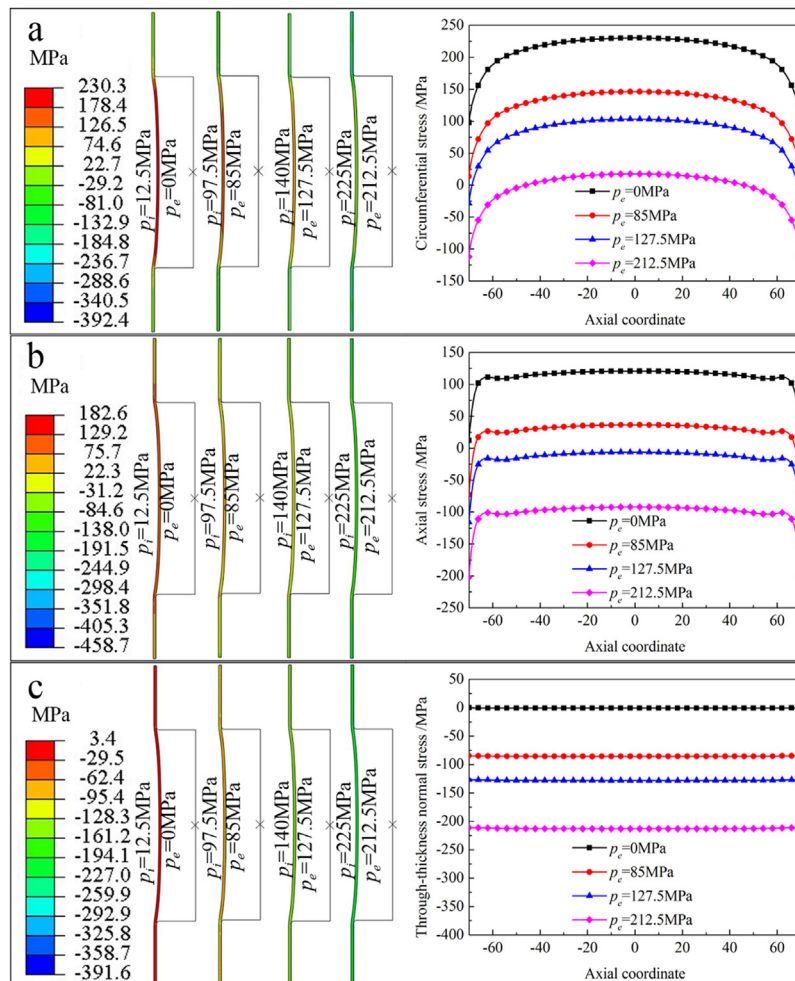 a
MPa
230.3
178.4
126.5
74.6
22.7
-29.2
-81.0
-132.9
-184.8
-236.7
-288.6
-340.5
-392.4
pi=12.5MPa
pe=0MPa
pi=97.5MPa
pe=85MPa
pi=140MPa
pe=127.5MPa
pi=225MPa
pe=212.5MPa
Circumferential stress /MPa
250
200
150
100
50
0
-50
-100
-150
pe=0MPa
pe=85MPa
pe=127.5MPa
pe=212.5MPa
-60 -40 -20 0 20 40 60
Axial coordinate
b
MPa
182.6
129.2
75.7
22.3
-31.2
-84.6
-138.0
-191.5
-244.9
-298.4
-351.8
-405.3
-458.7
pi=12.5MPa
pe=0MPa
pi=97.5MPa
pe=85MPa
pi=140MPa
pe=127.5MPa
pi=225MPa
pe=212.5MPa
Axial stress /MPa
150
100
50
0
-50
-100
-150
-200
-250
pe=0MPa
pe=85MPa
pe=127.5MPa
pe=212.5MPa
-60 -40 -20 0 20 40 60
Axial coordinate
c
MPa
3.4
-29.5
-62.4
-95.4
-128.3
-161.2
-194.1
-227.0
-259.9
-292.9
-325.8
-358.7
-391.6
pi=12.5MPa
pe=0MPa
pi=97.5MPa
pe=85MPa
pi=140MPa
pe=127.5MPa
pi=225MPa
pe=212.5MPa
Through-thickness normal stress /MPa
50
0
-50
-100
-150
-200
-250
-300
-350
-400
pe=0MPa
pe=85MPa
pe=127.5MPa
pe=212.5MPa
-60 -40 -20 0 20 40 60
Axial coordinate